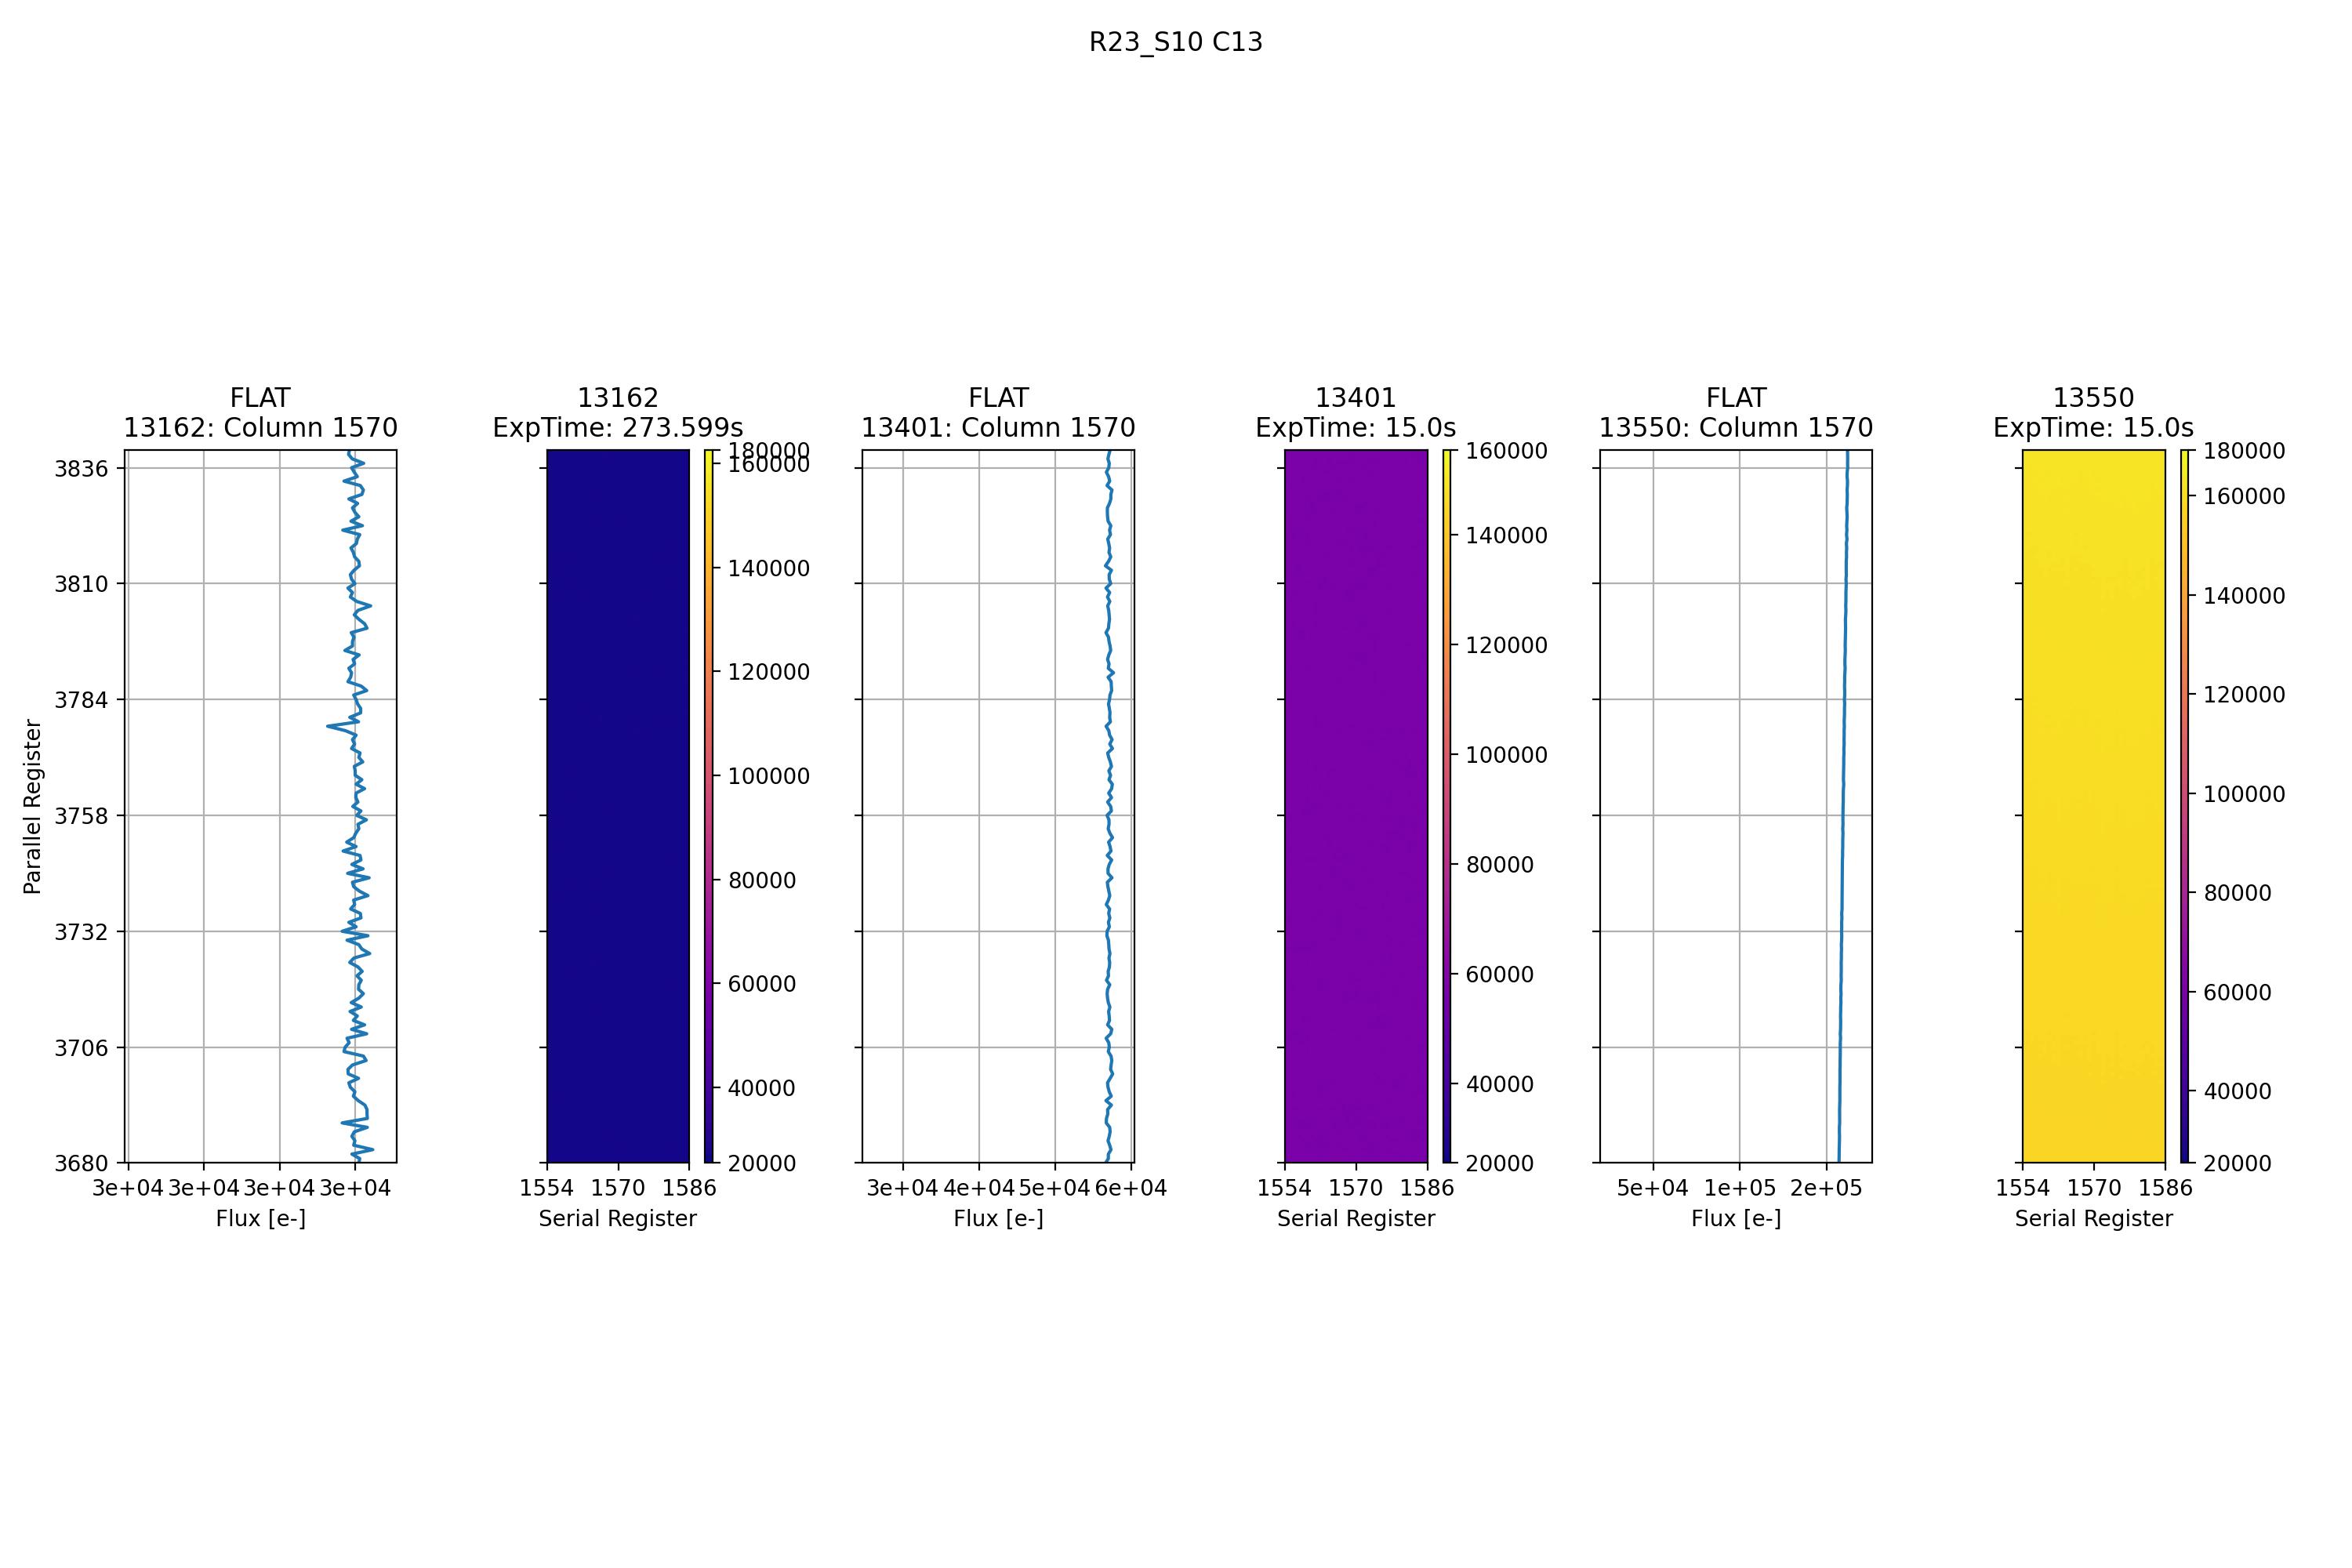 R23_S10 C13
FLAT
13162: Column 1570
Parallel Register
3836
3810
3784
3758
3732
3706
3680
3e+04 3e+04 3e+04 3e+04
Flux [e-]
13162
ExpTime: 273.599s
180000
160000
140000
120000
100000
80000
60000
40000
20000
1554 1570 1586
Serial Register
FLAT
13401: Column 1570
3e+04 4e+04 5e+04 6e+04
Flux [e-]
13401
ExpTime: 15.0s
160000
140000
120000
100000
80000
60000
40000
20000
1554 1570 1586
Serial Register
FLAT
13550: Column 1570
5e+04 1e+05 2e+05
Flux [e-]
13550
ExpTime: 15.0s
180000
160000
140000
120000
100000
80000
60000
40000
20000
1554 1570 1586
Serial Register